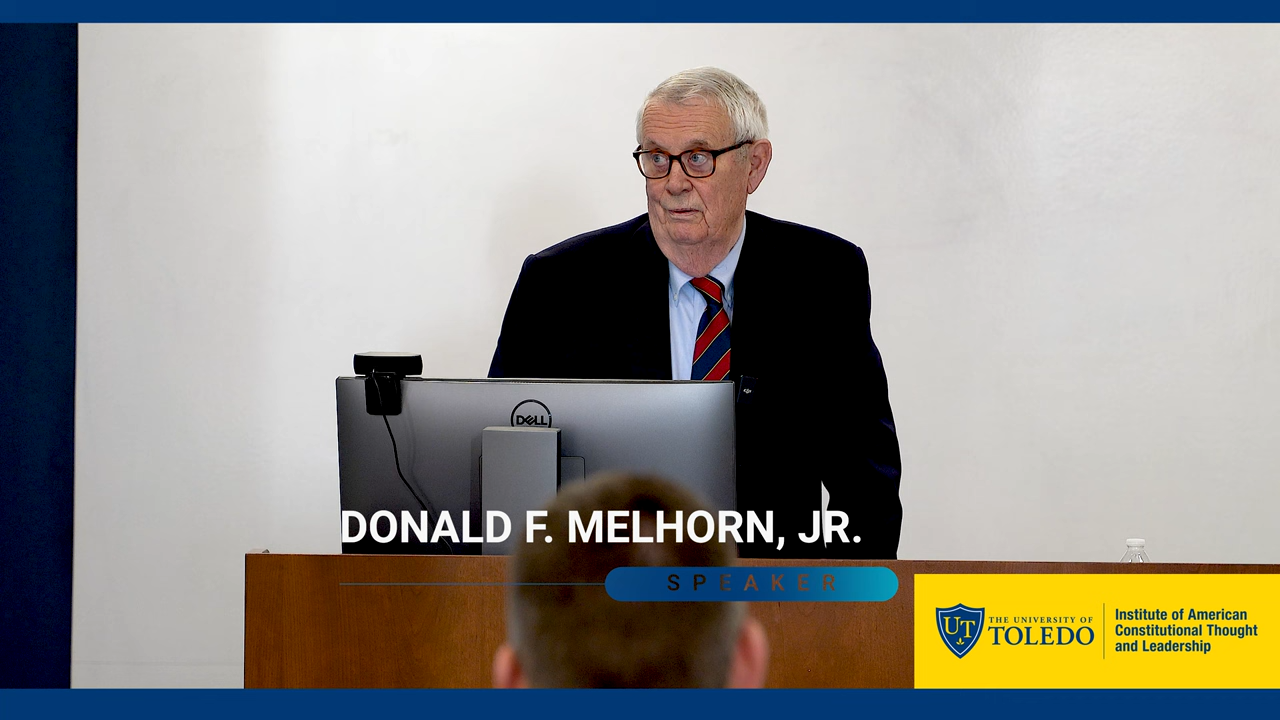 DELL
DONALD F. MELHORN, JR.
SPEAKER
UT
THE UNIVERSITY OF
TOLEDO
Institute of American
Constitutional Thought
and Leadership